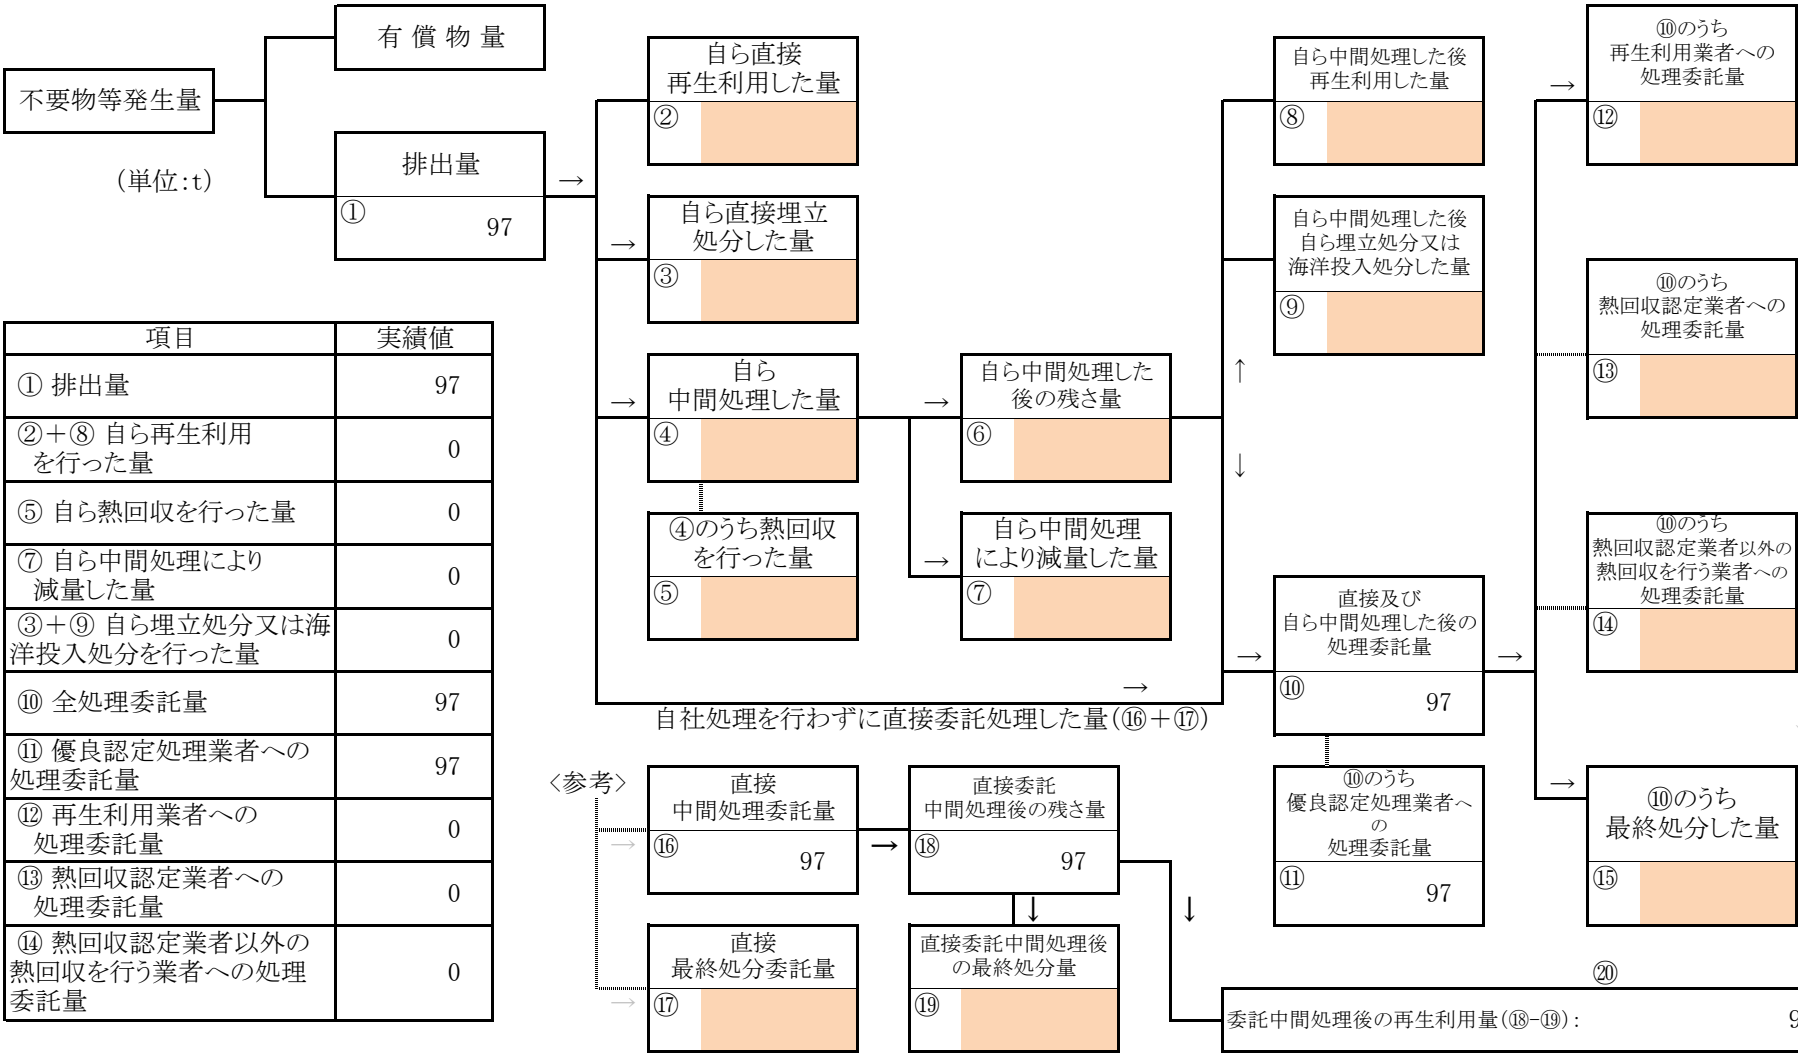 有 償 物 量
不要物等発生量
(単位:t)
排出量
①
97
→
自ら直接
再生利用した量
②
→
自ら直接埋立
処分した量
③
→
自ら
中間処理した量
④
④のうち熱回収
を行った量
⑤
→
自ら中間処理した
後の残さ量
⑥
→
自ら中間処理
により減量した量
⑦
自ら中間処理した後
再生利用した量
⑧
自ら中間処理した後
自ら埋立処分又は
海洋投入処分した量
⑨
↑
↓
→
直接及び
自ら中間処理した後の
処理委託量
⑩
97
→
⑩のうち
優良認定処理業者へ
の
処理委託量
⑪
97
→
⑩のうち
再生利用業者への
処理委託量
⑫
⑩のうち
熱回収認定業者への
処理委託量
⑬
⑩のうち
熱回収認定業者以外の
熱回収を行う業者への
処理委託量
⑭
→
⑩のうち
最終処分した量
⑮
→
自社処理を行わずに直接委託処理した量(⑯+⑰)
項目 実績値
① 排出量 97
②+⑧ 自ら再生利用
を行った量 0
⑤ 自ら熱回収を行った量 0
⑦ 自ら中間処理により
減量した量 0
③+⑨ 自ら埋立処分又は海
洋投入処分を行った量 0
⑩ 全処理委託量 97
⑪ 優良認定処理業者への
処理委託量 97
⑫ 再生利用業者への
処理委託量 0
⑬ 熱回収認定業者への
処理委託量 0
⑭ 熱回収認定業者以外の
熱回収を行う業者への処理
委託量 0
<参考>
→
直接
中間処理委託量
⑯
97
→
直接委託
中間処理後の残さ量
⑱
97
↓
↓
→
直接
最終処分委託量
⑰
直接委託中間処理後
の最終処分量
⑲
⑳
委託中間処理後の再生利用量(⑱-⑲):